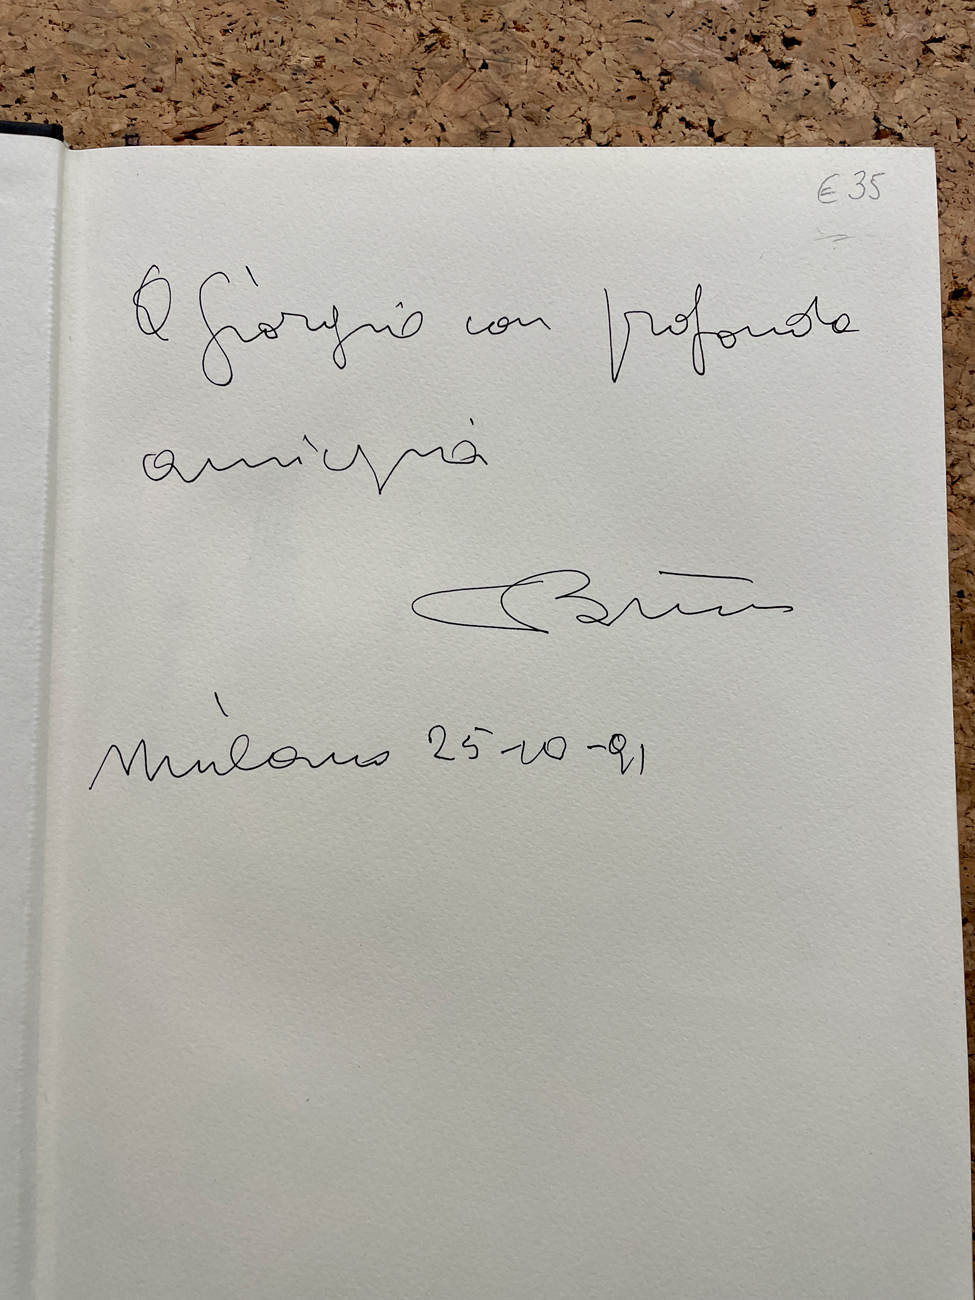 € 35
A Giorgio con profonda
amicizia
Milano 25-10-91